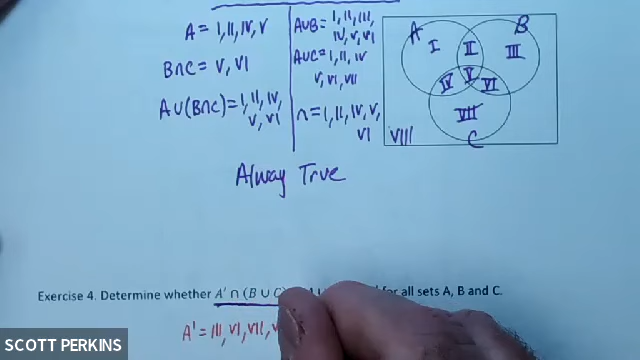 A = I, II, IV, V
B∩C = V, VI
A∪(B∩C) = I, II, IV,
V, VI
A∪B = I, II, III,
IV, V, VI
A∪C = I, II, IV
V, VI, VII
∩ = I, II, IV, V,
VI
A
B
I
II
III
IV
V
VI
VII
VIII
C
Alway True
Exercise 4. Determine whether A' ∩ (B ∪ C) for all sets A, B and C.
A' = III, VI, VII,
SCOTT PERKINS